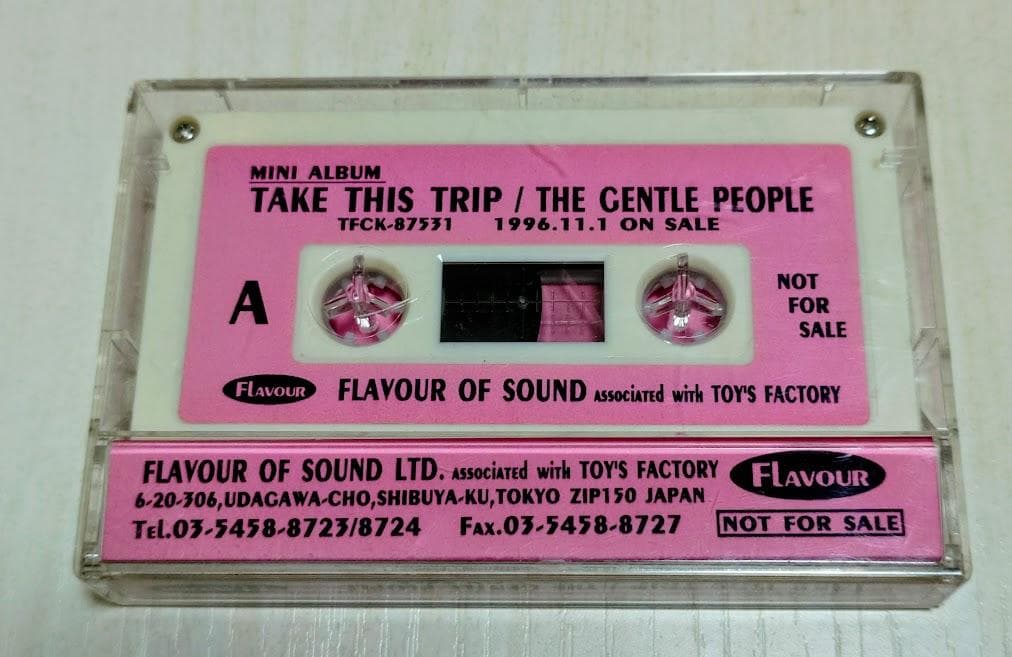 MINI ALBUM
TAKE THIS TRIP / THE GENTLE PEOPLE
TFCK-87531 1996.11.1 ON SALE
A
NOT
FOR
SALE
FLAVOUR FLAVOUR OF SOUND ASSOCIATED WITH TOY'S FACTORY
FLAVOUR OF SOUND LTD. ASSOCIATED WITH TOY'S FACTORY FLAVOUR
6-20-306,UDAGAWA-CHO,SHIBUYA-KU,TOKYO ZIP150 JAPAN
TEL.03-5458-8723/8724 FAX.03-5458-8727 NOT FOR SALE